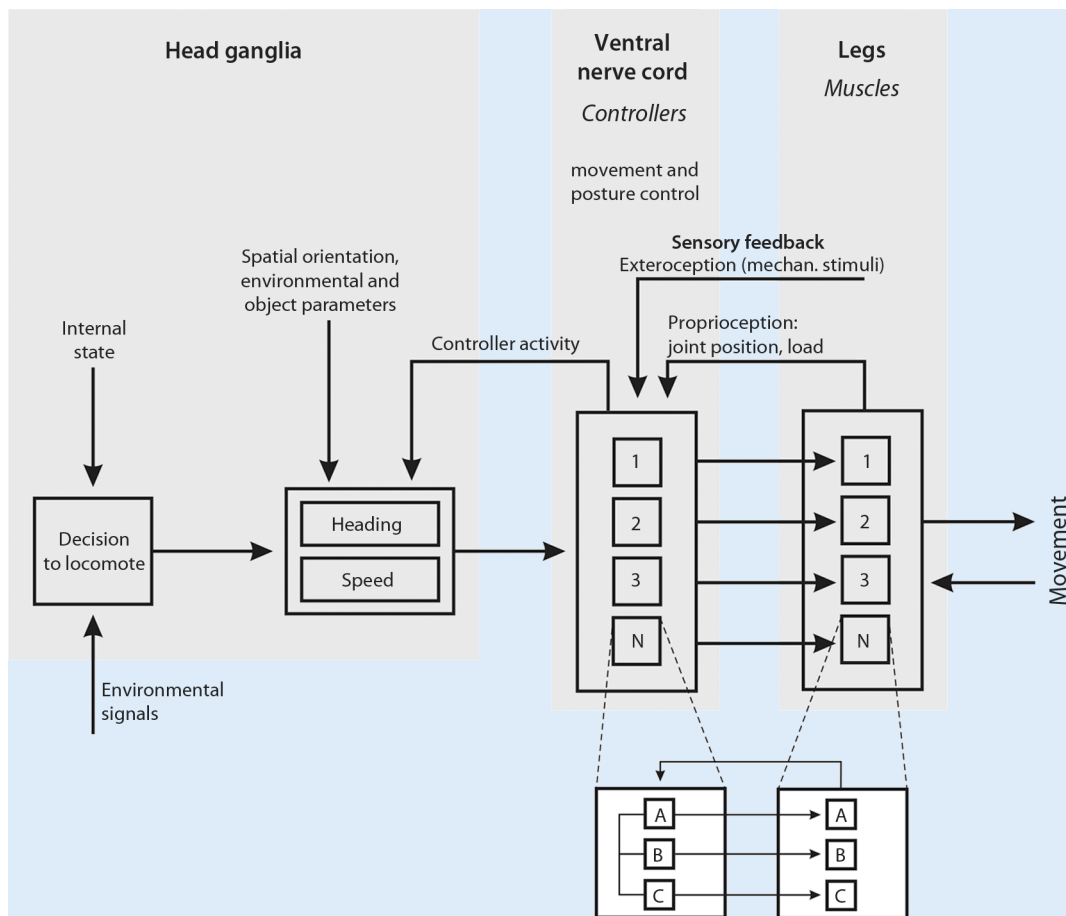 Head ganglia
Ventral
nerve cord
Controllers
movement and
posture control
Legs
Muscles
Sensory feedback
Exteroception (mechan. stimuli)
Spatial orientation,
environmental and
object parameters
Internal
state
Controller activity
Proprioception:
joint position, load
Decision
to locomote
Heading
Speed
1
2
3
N
1
2
3
N
Movement
Environmental
signals
A
B
C
A
B
C